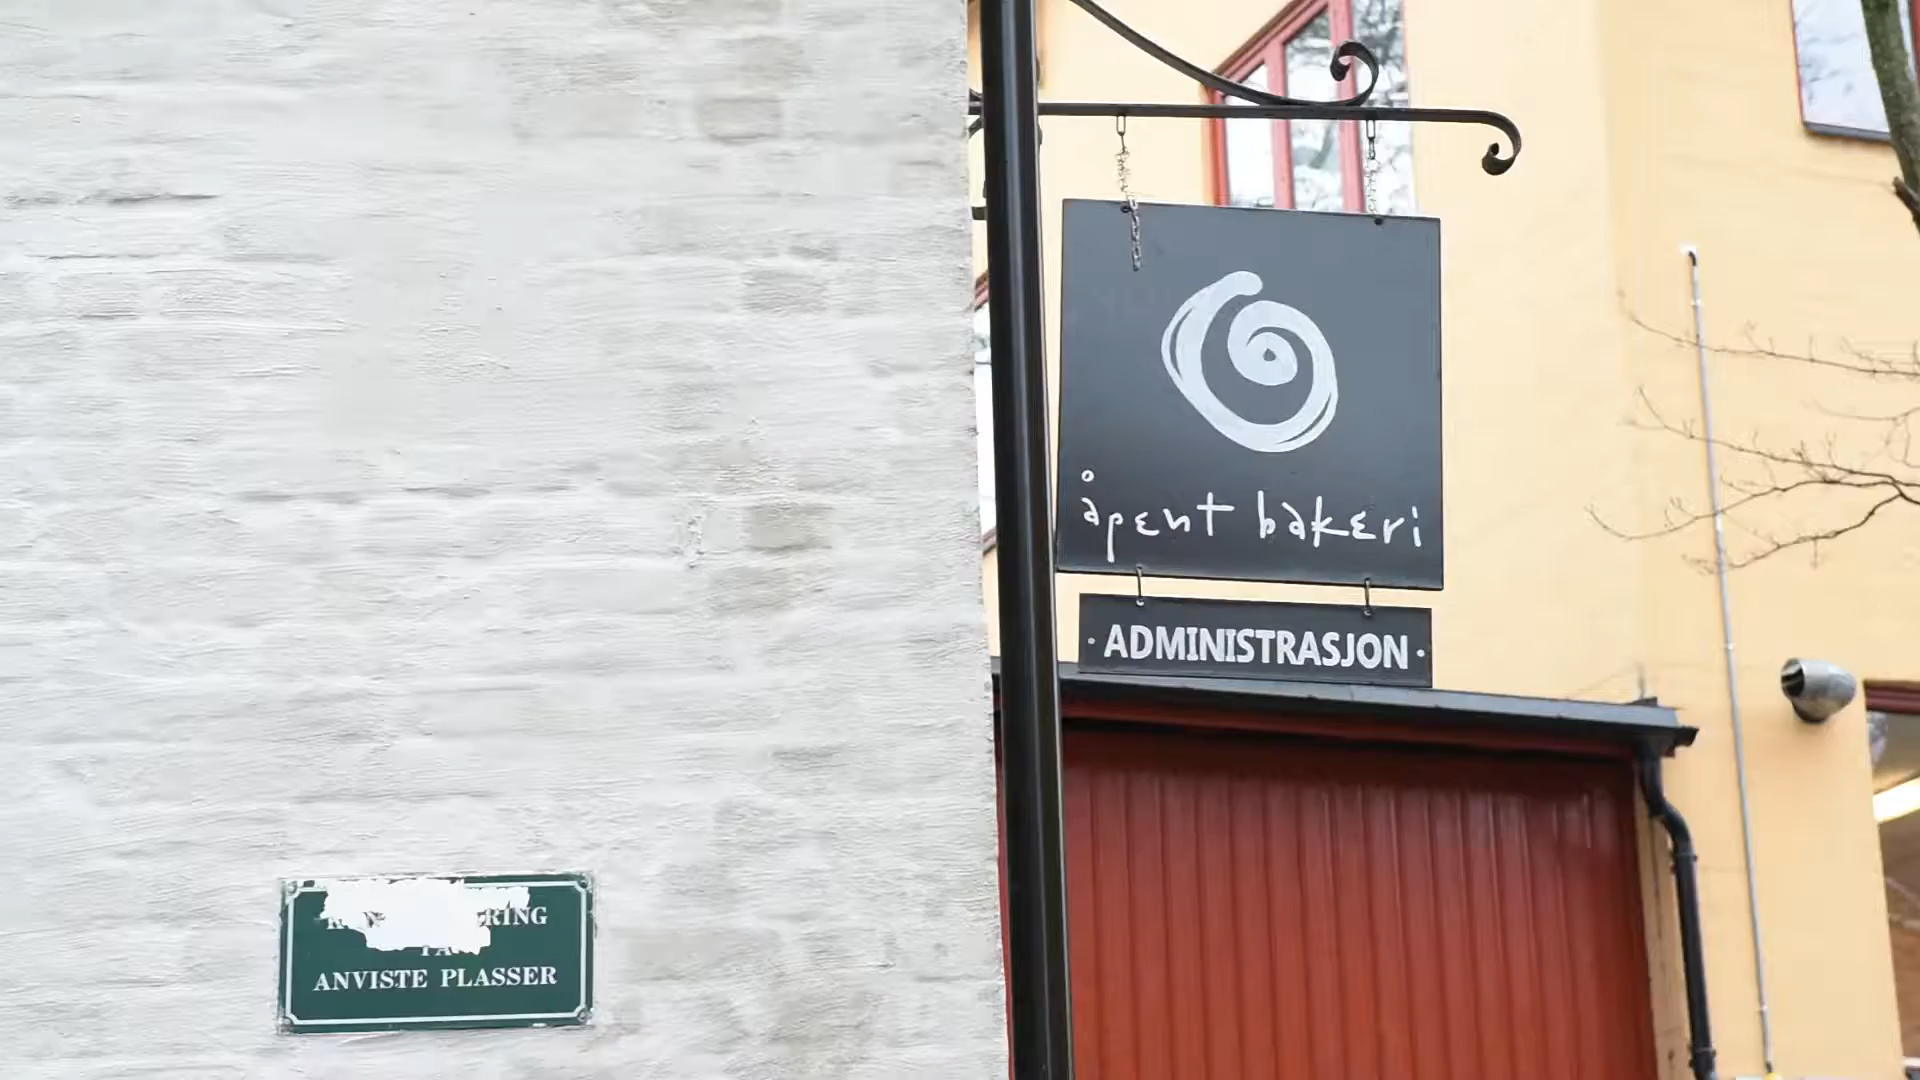 åpent bakeri
· ADMINISTRASJON ·
ANVISTE PLASSER